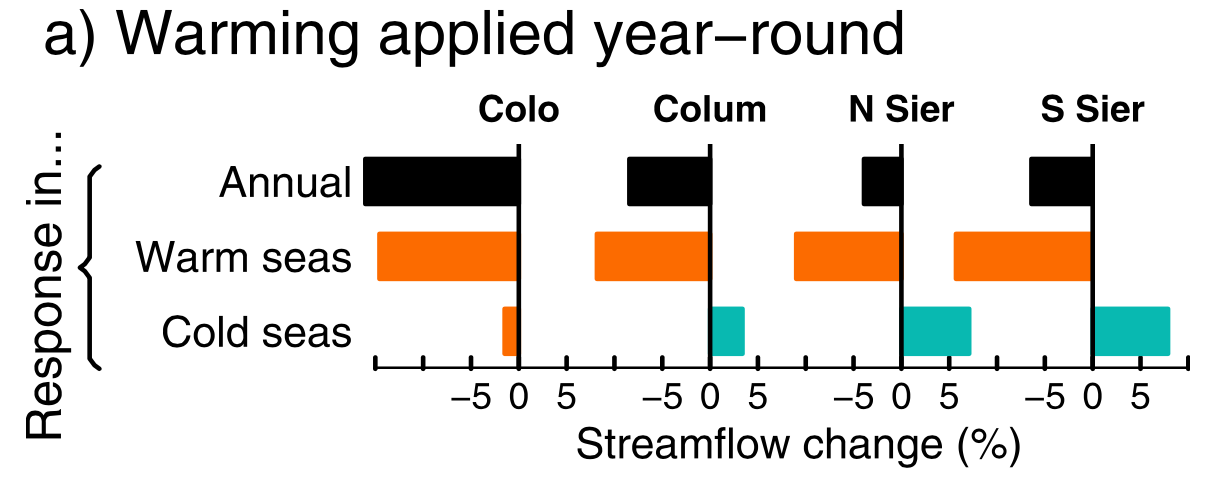 a) Warming applied year−round
Colo Colum N Sier S Sier
Response in...
Annual
Warm seas
Cold seas
−5 0 5 −5 0 5 −5 0 5 −5 0 5
Streamflow change (%)